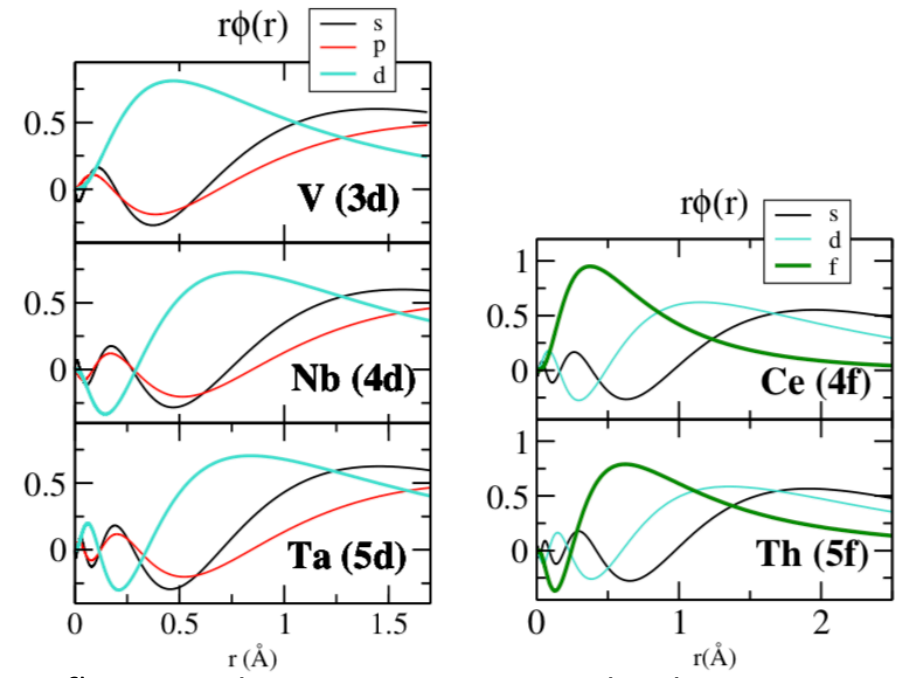 rϕ(r)
s
p
d
0.5
0
V (3d)
0.5
0
Nb (4d)
0.5
0
Ta (5d)
0 0.5 1 1.5
r (Å)
rϕ(r)
s
d
f
1
0.5
0
Ce (4f)
1
0.5
0
Th (5f)
0 1 2
r(Å)